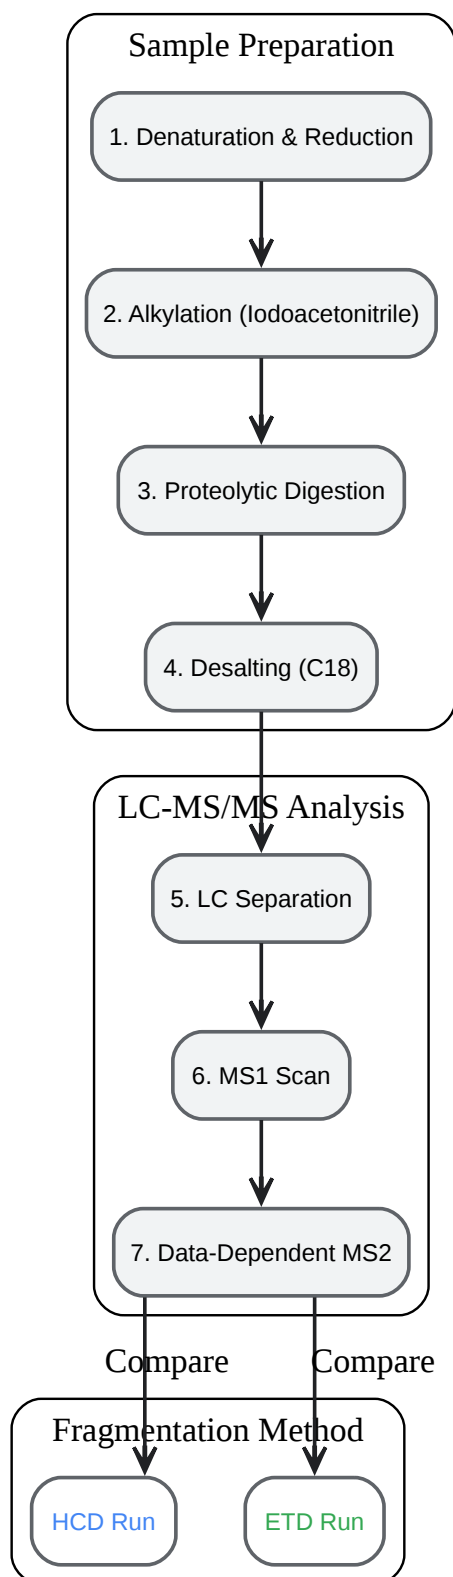 Sample Preparation
1. Denaturation & Reduction
2. Alkylation (Iodoacetonitrile)
3. Proteolytic Digestion
4. Desalting (C18)
LC-MS/MS Analysis
5. LC Separation
6. MS1 Scan
7. Data-Dependent MS2
Compare
Compare
Fragmentation Method
HCD Run
ETD Run